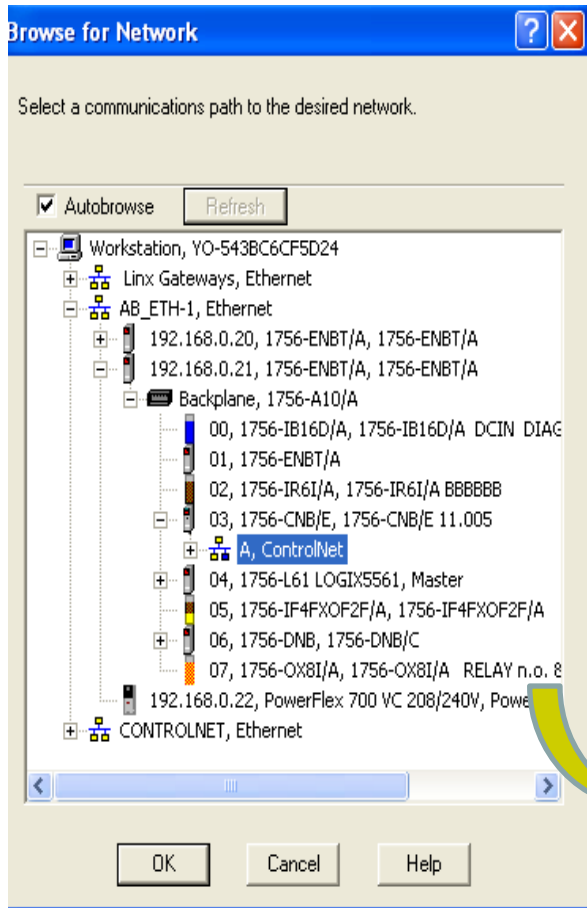 Browse for Network
Select a communications path to the desired network.
Autobrowse Refresh
Workstation, YO-543BC6CF5D24
Linx Gateways, Ethernet
AB_ETH-1, Ethernet
192.168.0.20, 1756-ENBT/A, 1756-ENBT/A
192.168.0.21, 1756-ENBT/A, 1756-ENBT/A
Backplane, 1756-A10/A
00, 1756-IB16D/A, 1756-IB16D/A DCIN DIAG
01, 1756-ENBT/A
02, 1756-IR6I/A, 1756-IR6I/A BBBBBB
03, 1756-CNB/E, 1756-CNB/E 11.005
A, ControlNet
04, 1756-L61 LOGIX5561, Master
05, 1756-IF4FXOF2F/A, 1756-IF4FXOF2F/A
06, 1756-DNB, 1756-DNB/C
07, 1756-OX8I/A, 1756-OX8I/A RELAY n.o. 8
192.168.0.22, PowerFlex 700 VC 208/240V, Powe
CONTROLNET, Ethernet
OK Cancel Help